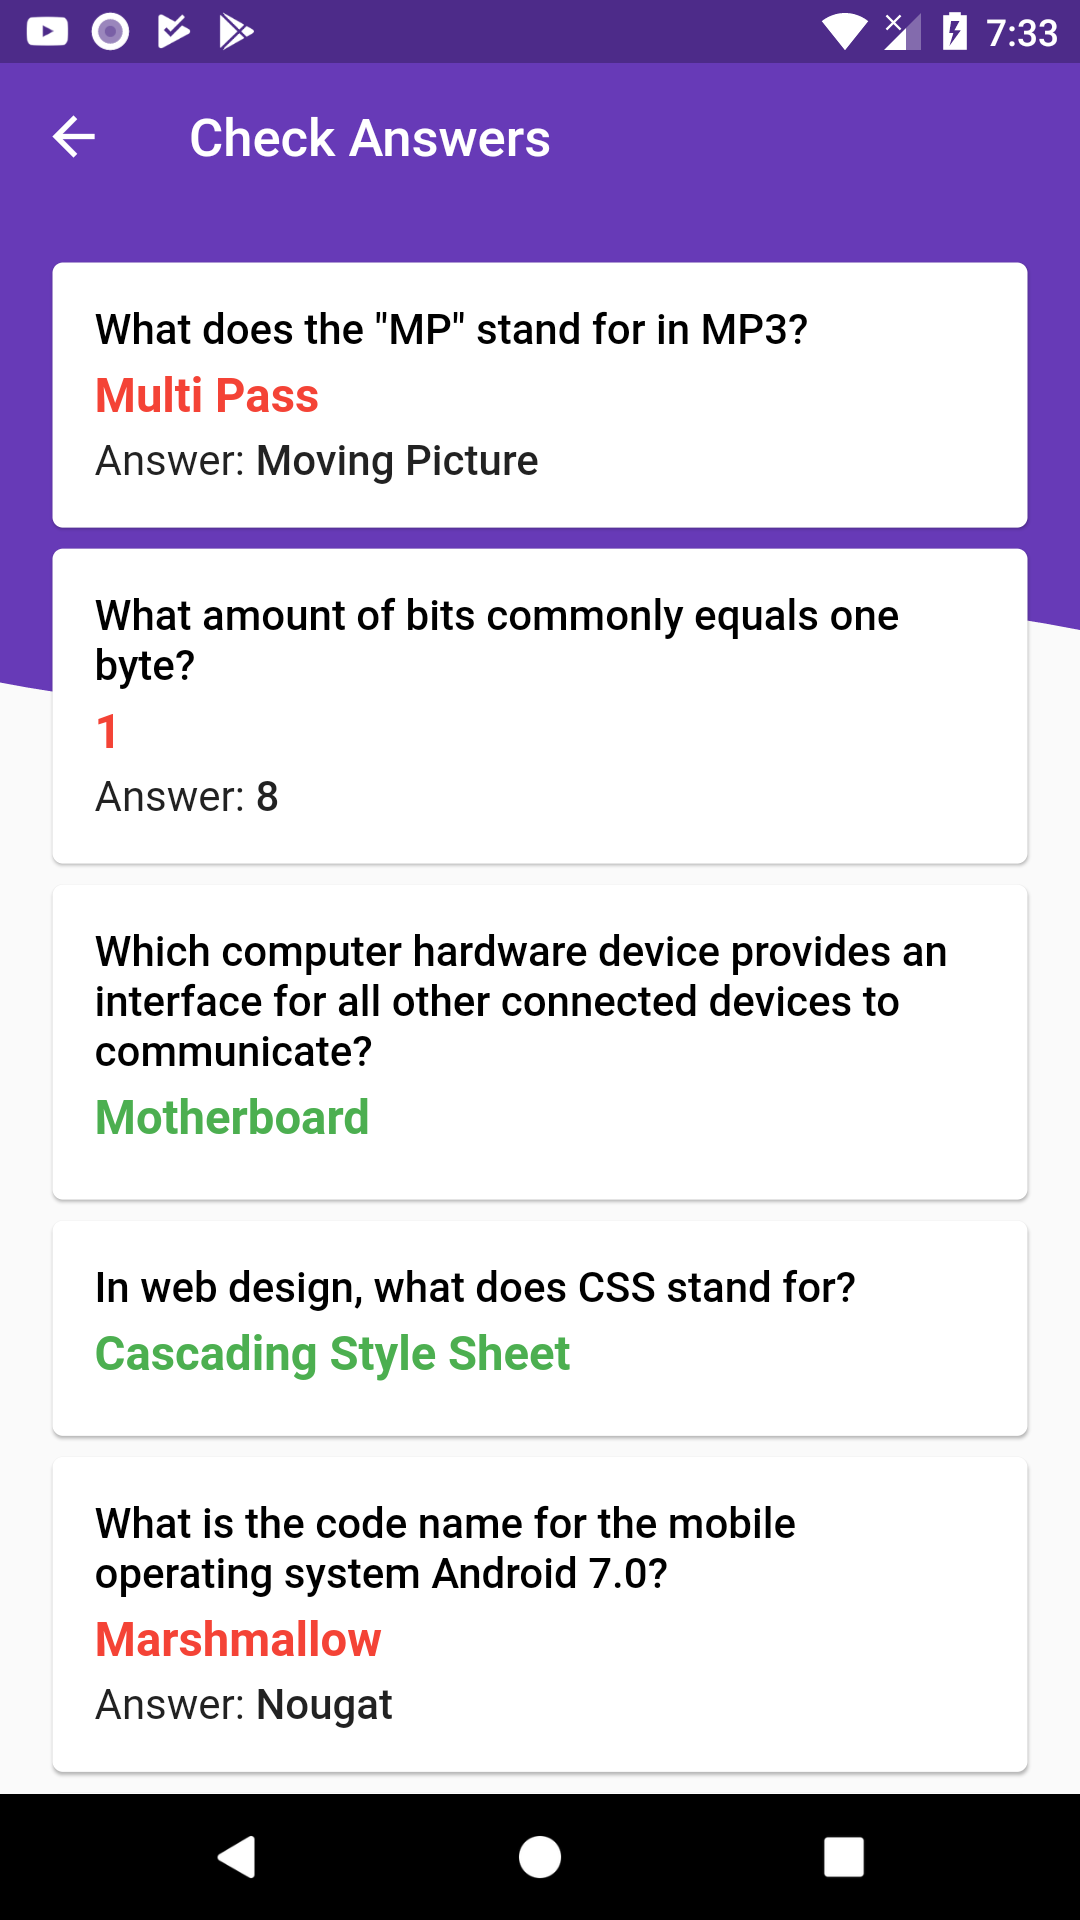 7:33
Check Answers
What does the "MP" stand for in MP3?
Multi Pass
Answer: Moving Picture
What amount of bits commonly equals one
byte?
1
Answer: 8
Which computer hardware device provides an
interface for all other connected devices to
communicate?
Motherboard
In web design, what does CSS stand for?
Cascading Style Sheet
What is the code name for the mobile
operating system Android 7.0?
Marshmallow
Answer: Nougat